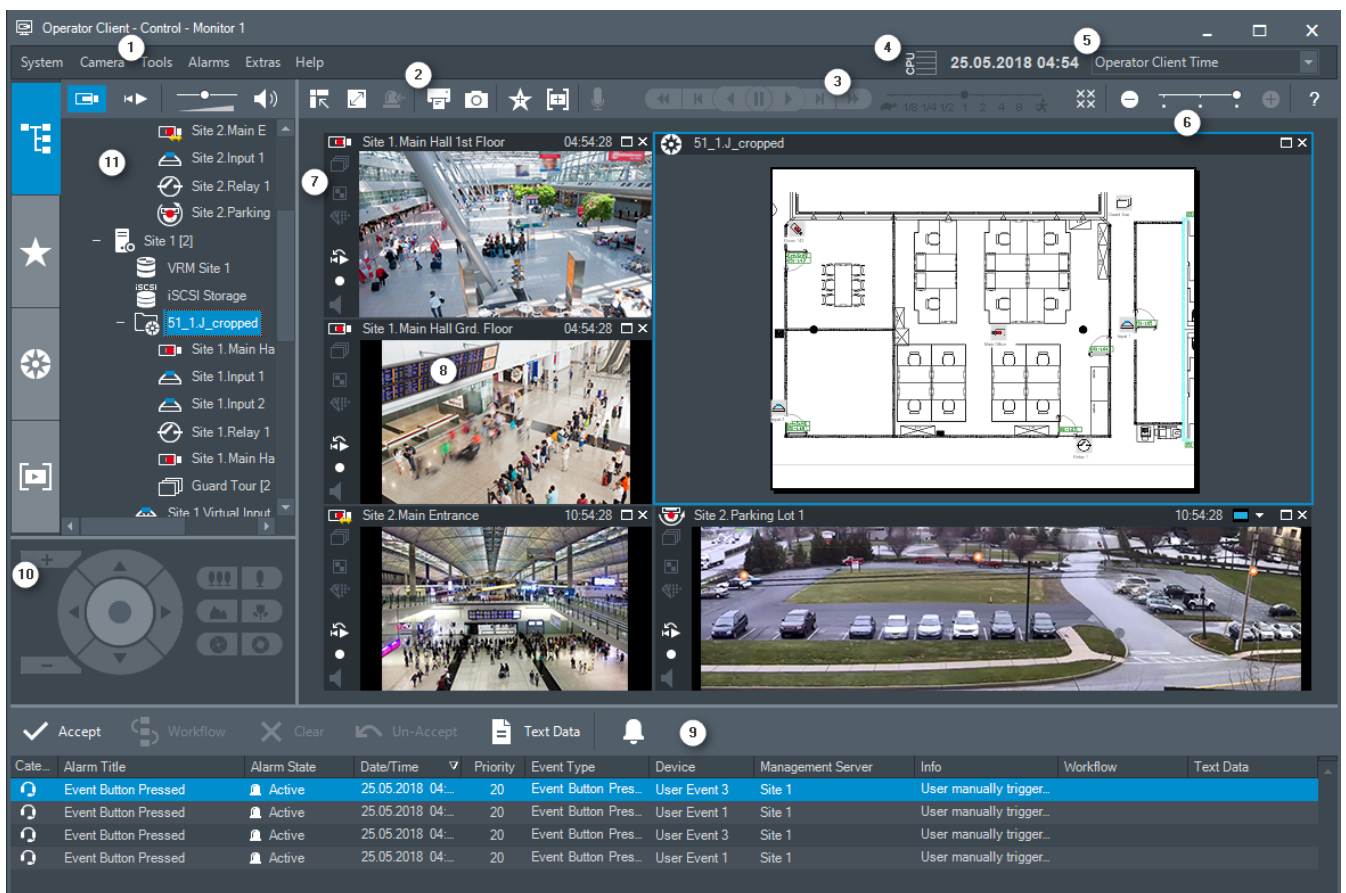 Operator Client - Control - Monitor 1
1
System Camera Tools Alarms Extras Help
4
CPU
25.05.2018 04:54
5
Operator Client Time
2
3
1/8 1/4 1/2 1 2 4 8
6
?
11
Site 2.Main E
Site 2.Input 1
Site 2.Relay 1
Site 2.Parking
Site 1 [2]
VRM Site 1
iSCSI
iSCSI Storage
51_1.J_cropped
Site 1.Main Ha
Site 1.Input 1
Site 1.Input 2
Site 1.Relay 1
Site 1.Main Ha
Guard Tour [2
Site 1.Virtual Input
10
7
Site 1.Main Hall 1st Floor 04:54:28
51_1.J_cropped
Guard Tour
Main Office
Input 1
Relay 1
Site 1.Main Hall Grd. Floor 04:54:28
8
Site 2.Main Entrance 10:54:28
Site 2.Parking Lot 1 10:54:28
Accept Workflow Clear Un-Accept Text Data
9
Cate... Alarm Title Alarm State Date/Time Priority Event Type Device Management Server Info Workflow Text Data
Event Button Pressed Active 25.05.2018 04:... 20 Event Button Pres... User Event 3 Site 1 User manually trigger...
Event Button Pressed Active 25.05.2018 04:... 20 Event Button Pres... User Event 1 Site 1 User manually trigger...
Event Button Pressed Active 25.05.2018 04:... 20 Event Button Pres... User Event 3 Site 1 User manually trigger...
Event Button Pressed Active 25.05.2018 04:... 20 Event Button Pres... User Event 1 Site 1 User manually trigger...